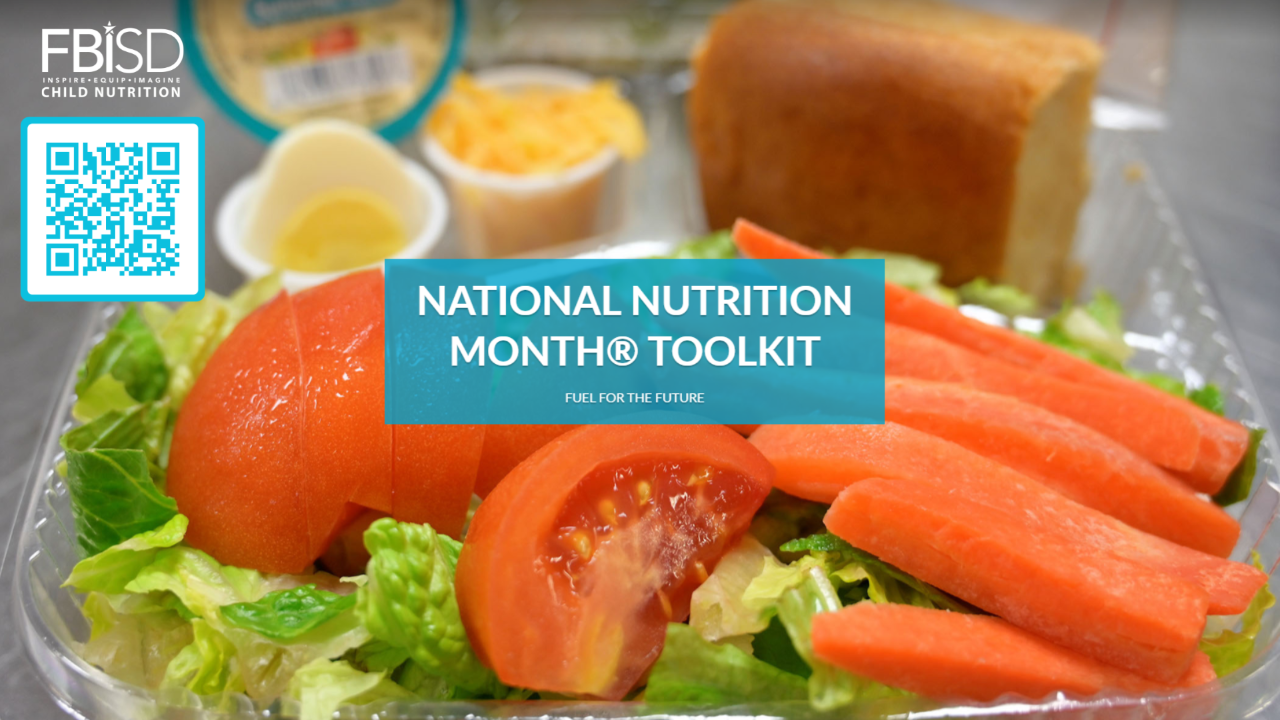 FBISD
INSPIRE•EQUIP•IMAGINE
CHILD NUTRITION
NATIONAL NUTRITION
MONTH® TOOLKIT
FUEL FOR THE FUTURE